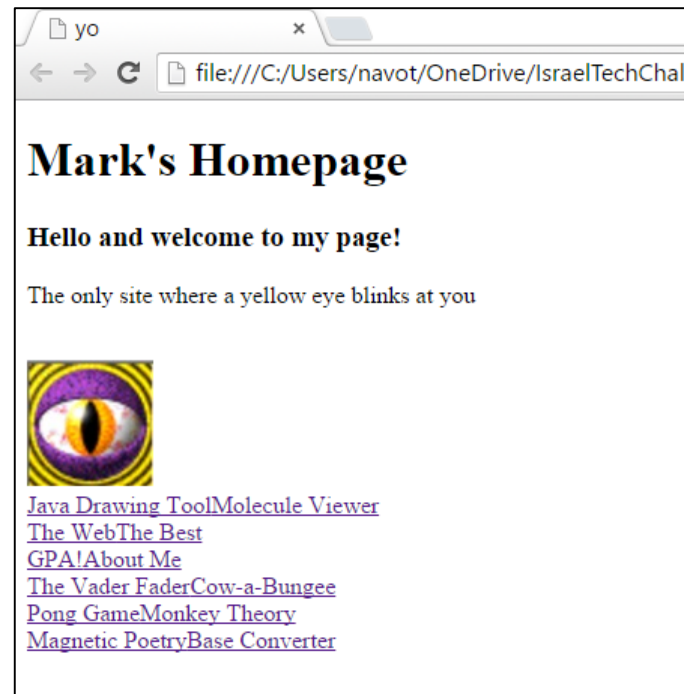 yo
file:///C:/Users/navot/OneDrive/IsraelTechChal
Mark's Homepage
Hello and welcome to my page!
The only site where a yellow eye blinks at you
Java Drawing ToolMolecule Viewer
The WebThe Best
GPA!About Me
The Vader FaderCow-a-Bungee
Pong GameMonkey Theory
Magnetic PoetryBase Converter